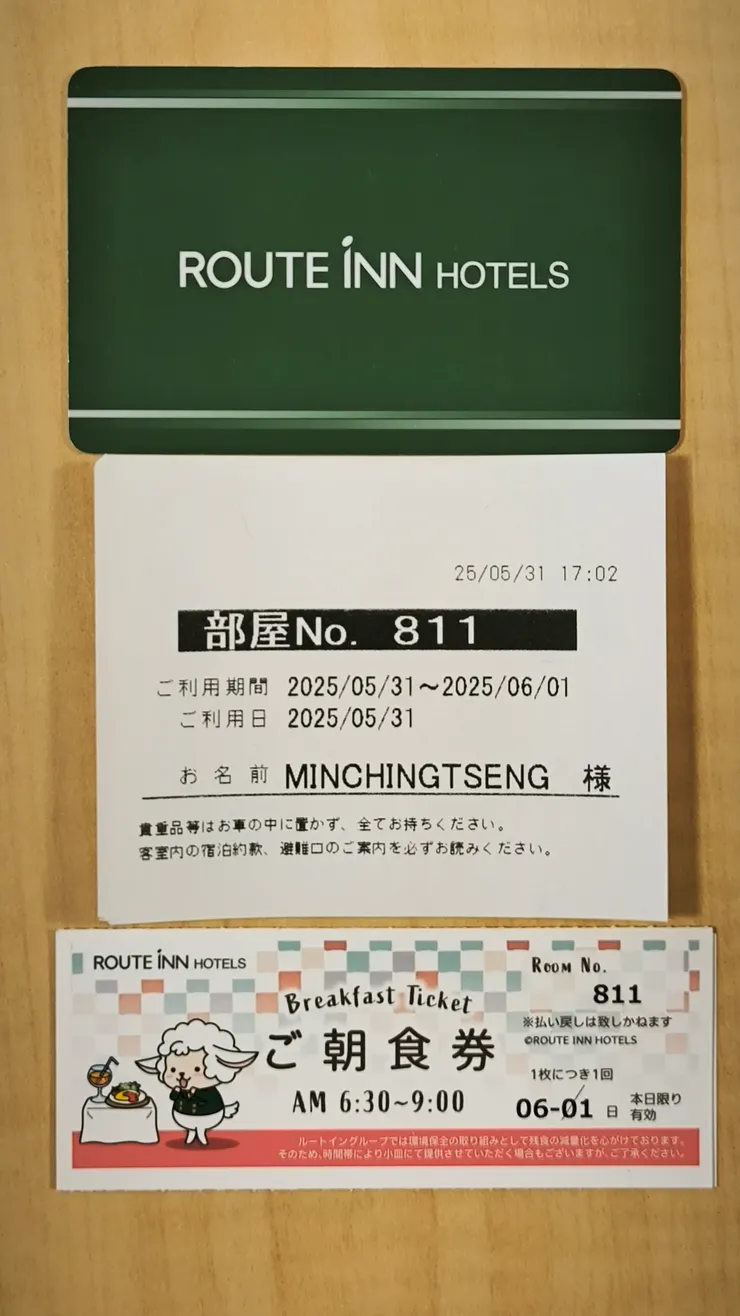 ROUTE INN HOTELS
25/05/31 17:02
部屋No. 811
ご利用期間 2025/05/31～2025/06/01
ご利用日 2025/05/31
お名前 MINCHINGTSENG 様
貴重品等はお車の中に置かず、全てお持ちください。
客室内の宿泊約款、避難口のご案内を必ずお読みください。
ROUTE INN HOTELS
Breakfast Ticket
ご朝食券
AM 6:30~9:00
ROOM No.
811
※払い戻しは致しかねます
©ROUTE INN HOTELS
1枚につき1回
06-01 日 本日限り
有効
ルートイングループでは環境保全の取り組みとして残食の減量化を心がけております。
そのため、時間帯により小皿にて提供させていただく場合もございますが、ご了承ください。